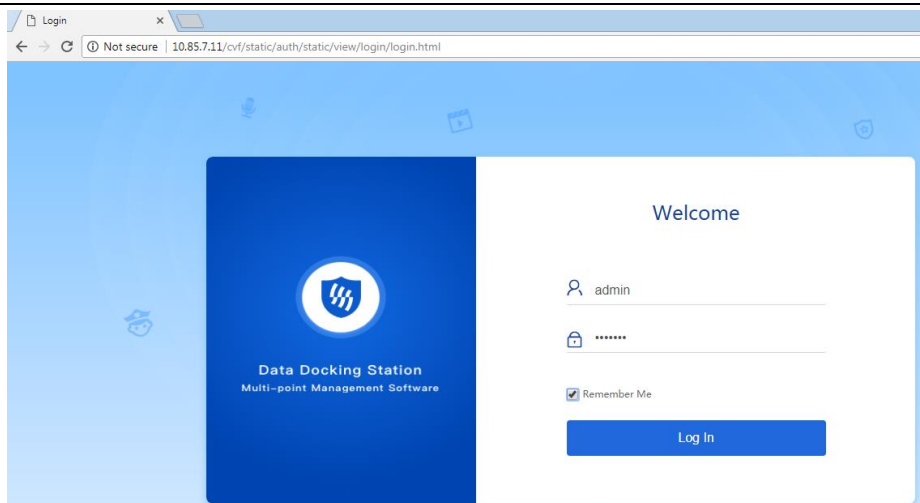 Login
Not secure | 10.85.7.11/cvf/static/auth/static/view/login/login.html
Welcome
admin
•••••••
Data Docking Station
Multi-point Management Software
Remember Me
Log In